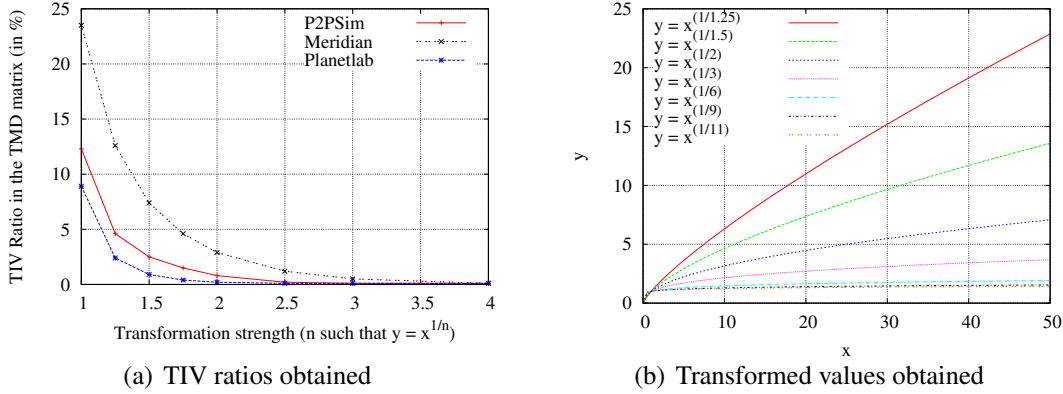 TIV Ratio in the TMD matrix (in %)
25
20
15
10
5
0
P2PSim
Meridian
Planetlab
1 1.5 2 2.5 3 3.5 4
Transformation strength (n such that y = x^{1/n})
(a) TIV ratios obtained
y
25
20
15
10
5
0
y = x^{(1/1.25)}
y = x^{(1/1.5)}
y = x^{(1/2)}
y = x^{(1/3)}
y = x^{(1/6)}
y = x^{(1/9)}
y = x^{(1/11)}
0 10 20 30 40 50
x
(b) Transformed values obtained